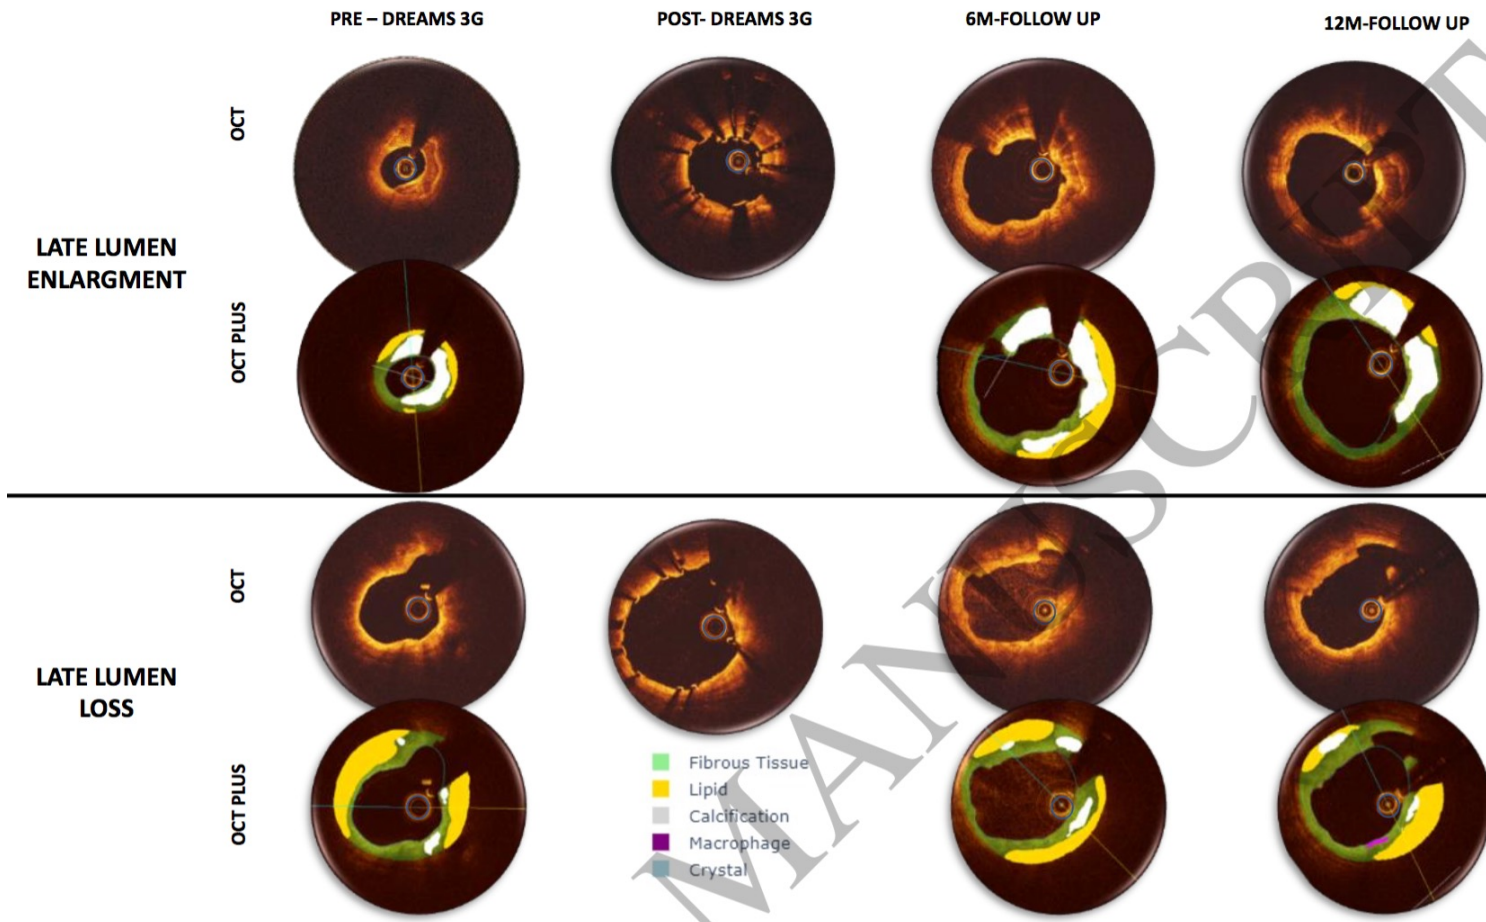 PRE – DREAMS 3G
POST- DREAMS 3G
6M-FOLLOW UP
12M-FOLLOW UP
OCT
LATE LUMEN
ENLARGMENT
OCT PLUS
OCT
LATE LUMEN
LOSS
OCT PLUS
Fibrous Tissue
Lipid
Calcification
Macrophage
Crystal
MANUSCRIPT